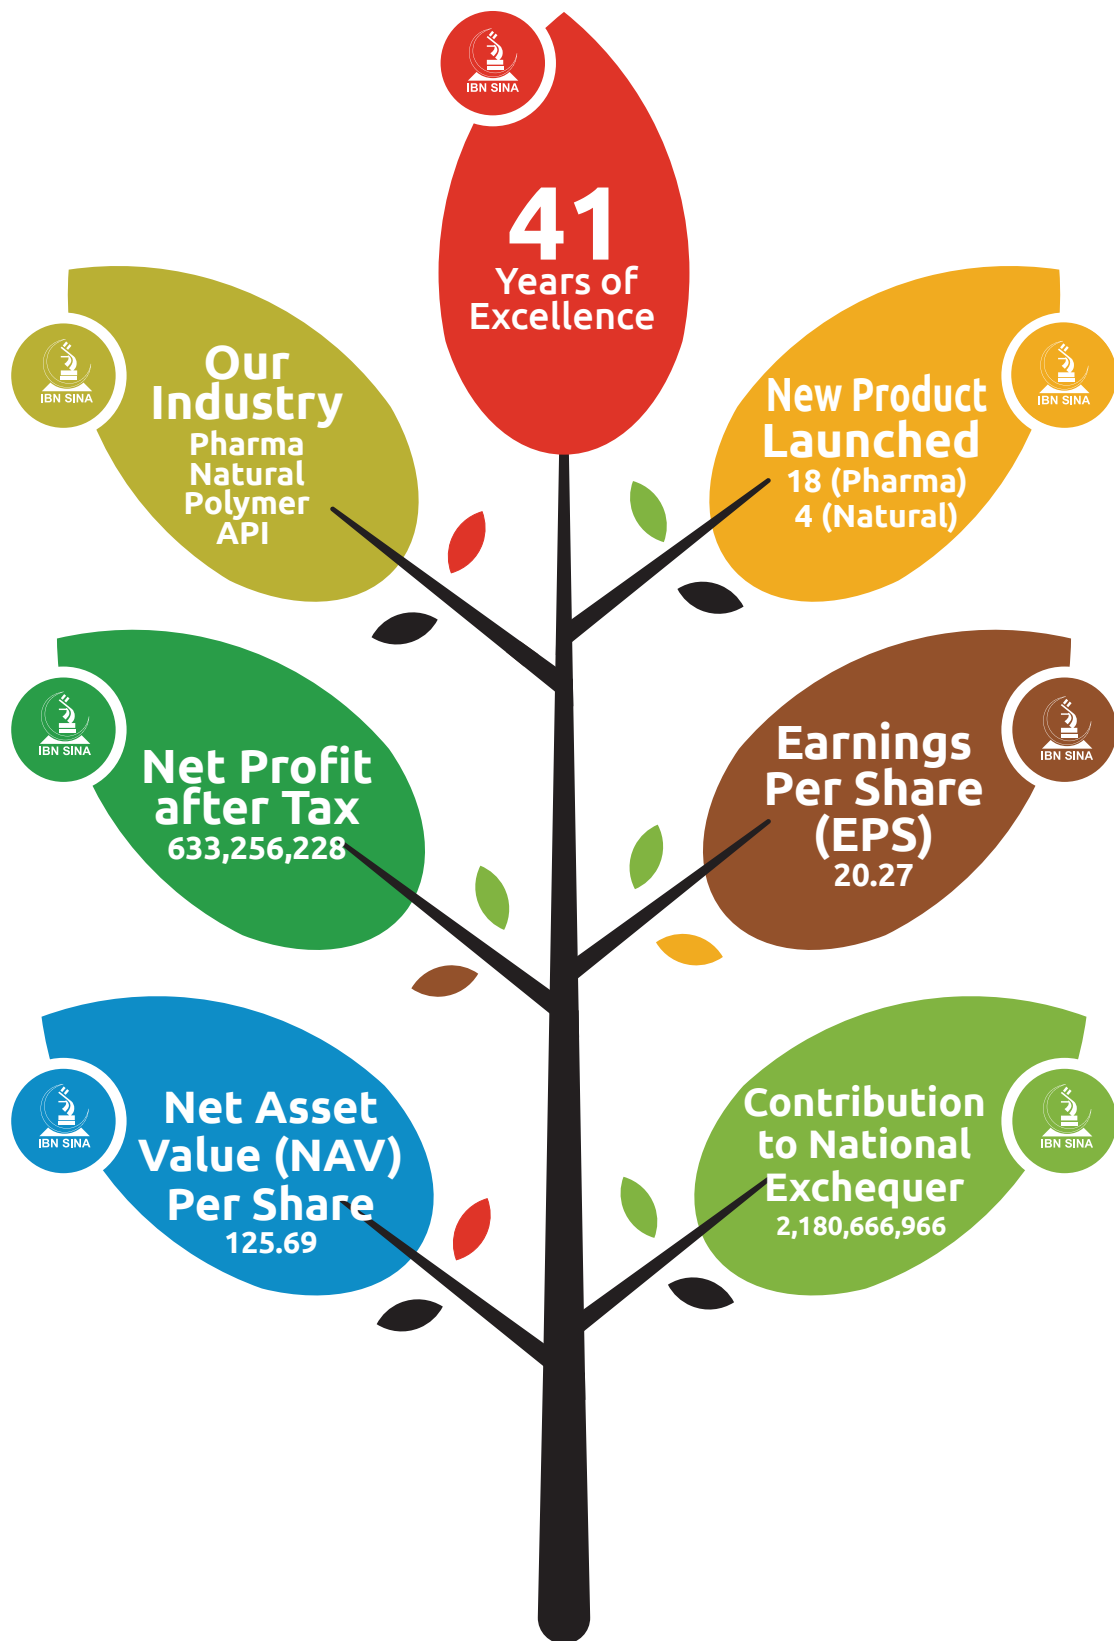 IBN SINA
41
Years of
Excellence
IBN SINA
Our
Industry
Pharma
Natural
Polymer
API
IBN SINA
New Product
Launched
18 (Pharma)
4 (Natural)
IBN SINA
Net Profit
after Tax
633,256,228
IBN SINA
Earnings
Per Share
(EPS)
20.27
IBN SINA
Net Asset
Value (NAV)
Per Share
125.69
IBN SINA
Contribution
to National
Exchequer
2,180,666,966